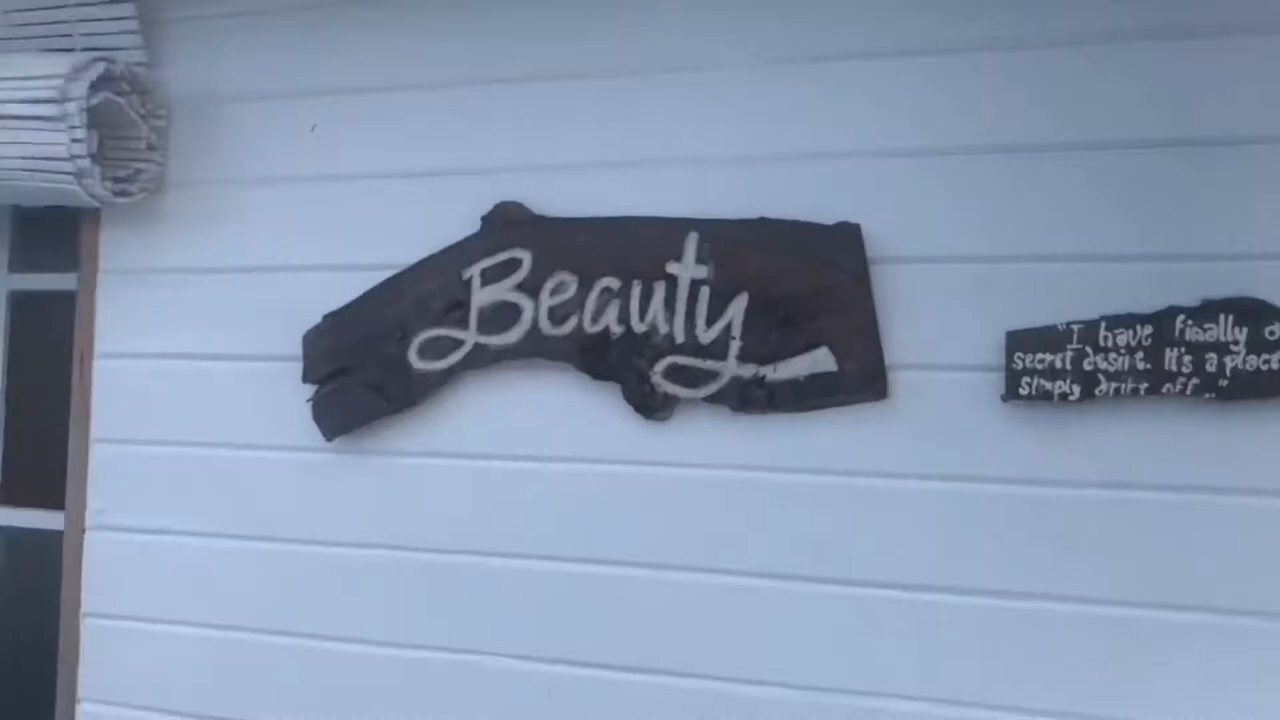 Beauty
"I have finally
secret desire. It's a place
simply drift off..."